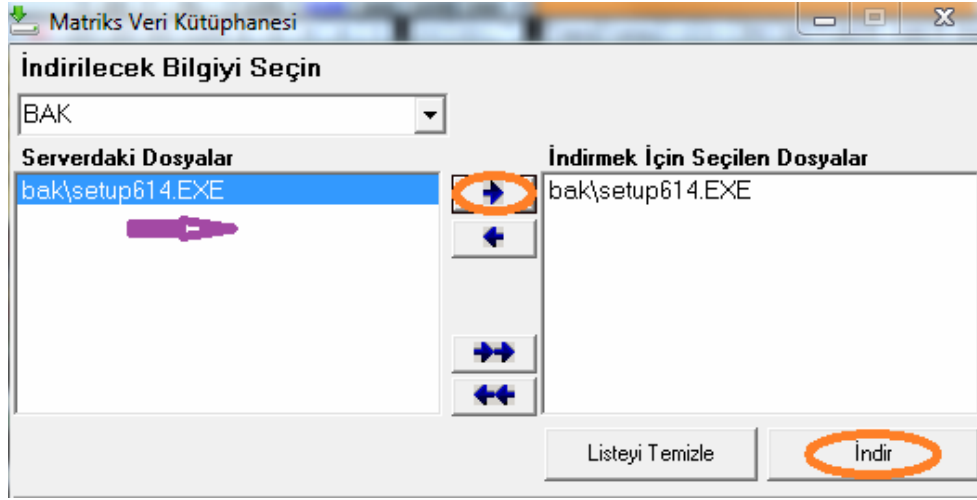 Matriks Veri Kütüphanesi
İndirilecek Bilgiyi Seçin
BAK
Serverdaki Dosyalar
bak\setup614.EXE
İndirmek İçin Seçilen Dosyalar
bak\setup614.EXE
Listeyi Temizle
İndir